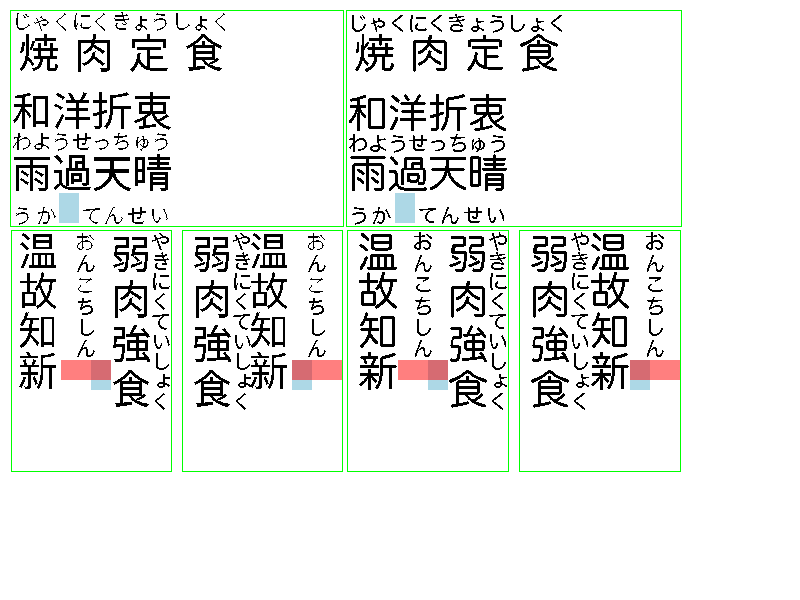 じゃくにくきょうしょく
焼肉定食
和洋折衷
わようせっちゅう
雨過天晴
うか てんせい
じゃくにくきょうしょく
焼肉定食
和洋折衷
わようせっちゅう
雨過天晴
うか てんせい
やきにくていしょく
弱肉強食
おんこちしん
温故知新
弱肉強食
やきにくていしょく
温故知新
おんこちしん
やきにくていしょく
弱肉強食
おんこちしん
温故知新
弱肉強食
やきにくていしょく
温故知新
おんこちしん